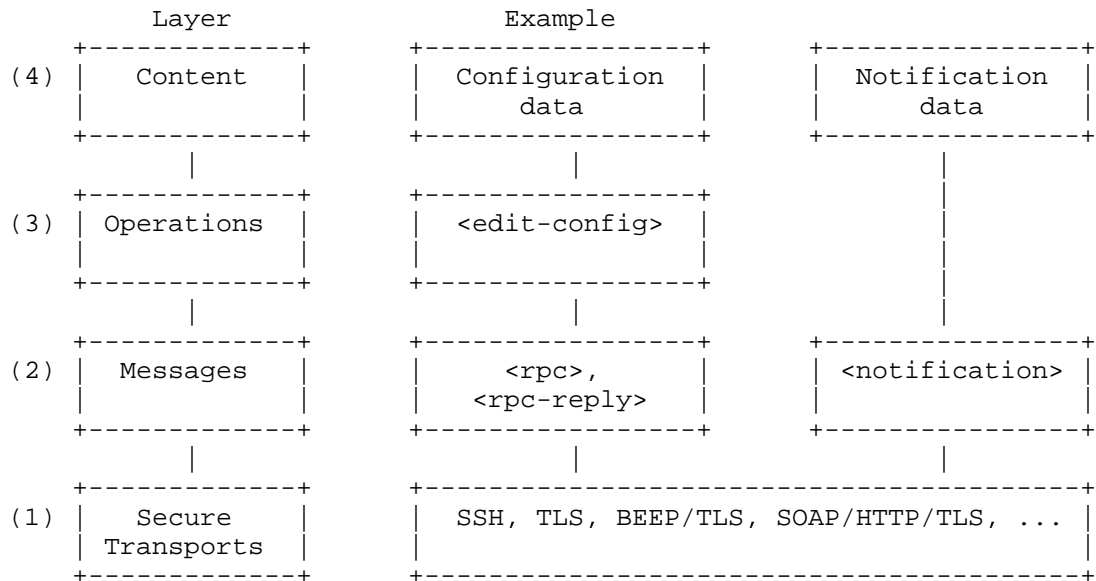 Layer Example
(4) Content Configuration Notification
data data
(3) Operations <edit-config>
(2) Messages <rpc>, <notification>
<rpc-reply>
(1) Secure SSH, TLS, BEEP/TLS, SOAP/HTTP/TLS, ...
Transports